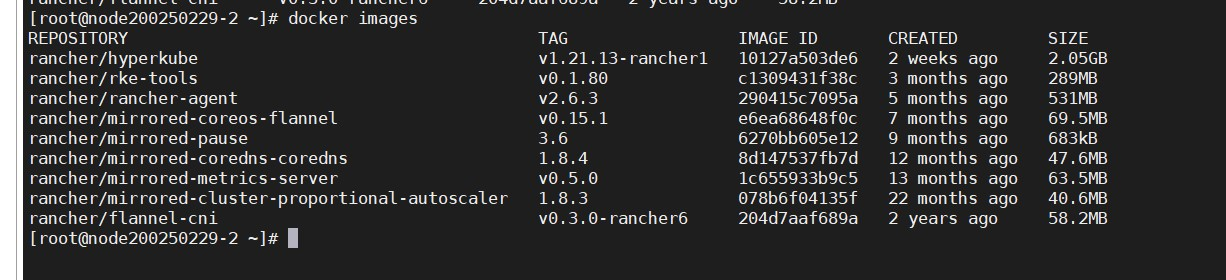 [root@node200250229-2 ~]# docker images
REPOSITORY TAG IMAGE ID CREATED SIZE
rancher/hyperkube v1.21.13-rancher1 10127a503de6 2 weeks ago 2.05GB
rancher/rke-tools v0.1.80 c1309431f38c 3 months ago 289MB
rancher/rancher-agent v2.6.3 290415c7095a 5 months ago 531MB
rancher/mirrored-coreos-flannel v0.15.1 e6ea68648f0c 7 months ago 69.5MB
rancher/mirrored-pause 3.6 6270bb605e12 9 months ago 683kB
rancher/mirrored-coredns-coredns 1.8.4 8d147537fb7d 12 months ago 47.6MB
rancher/mirrored-metrics-server v0.5.0 1c655933b9c5 13 months ago 63.5MB
rancher/mirrored-cluster-proportional-autoscaler 1.8.3 078b6f04135f 22 months ago 40.6MB
rancher/flannel-cni v0.3.0-rancher6 204d7aaf689a 2 years ago 58.2MB
[root@node200250229-2 ~]#